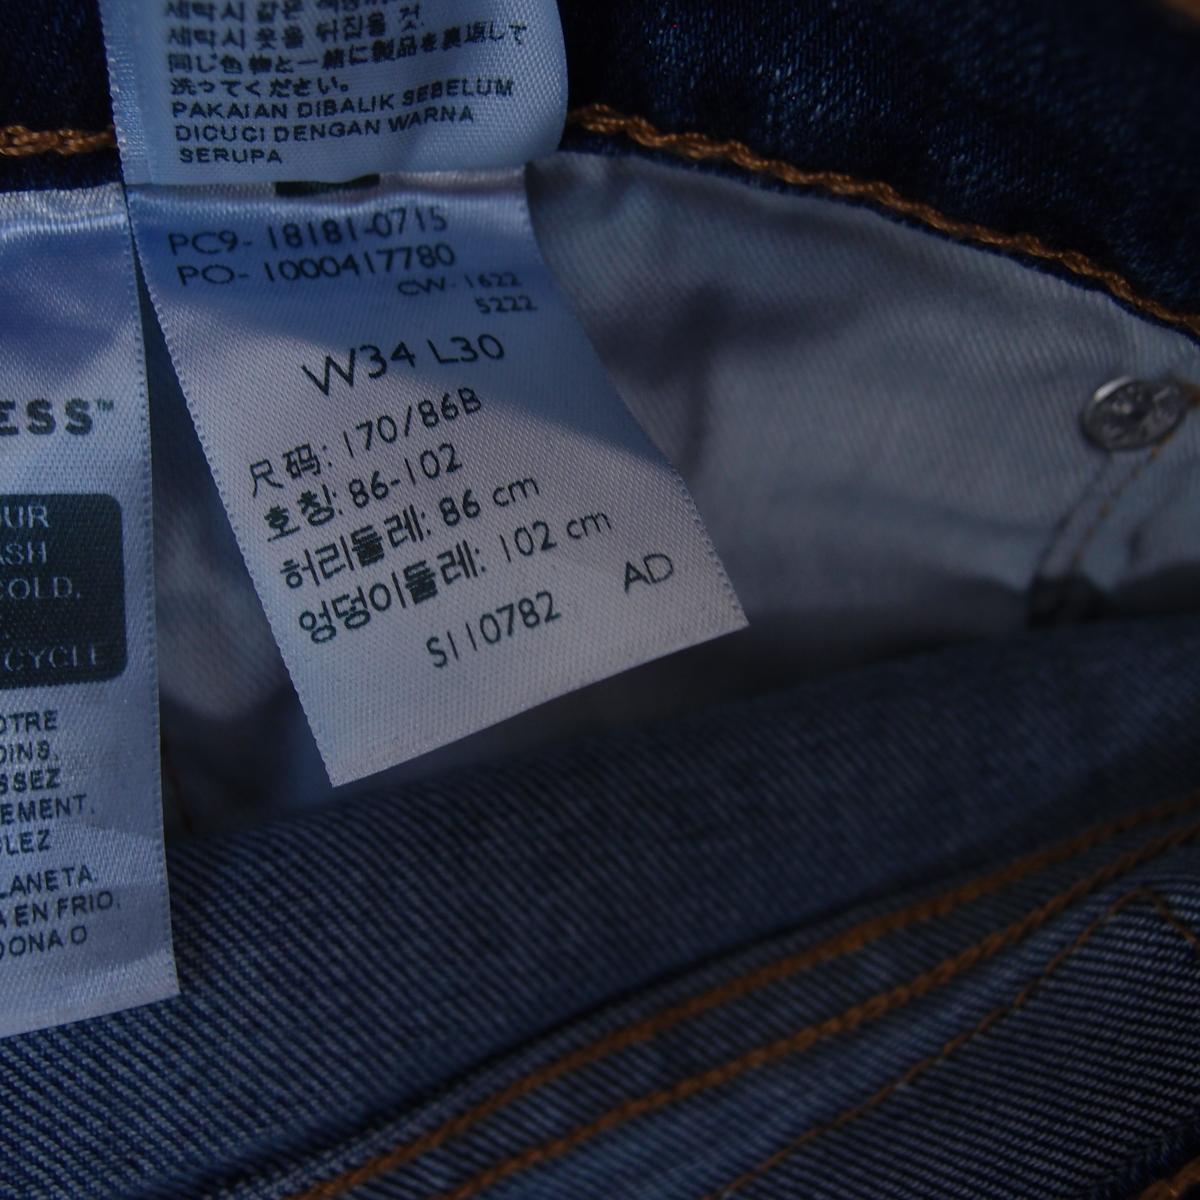 세탁시 옷을 뒤집을 것.
同じ色物と一緒に製品を裏返して
洗ってください。
PAKAIAN DIBALIK SEBELUM
DICUCI DENGAN WARNA
SERUPA
PC9- 18181-0715
PO- 1000417780
CW- 1622
5222
W34 L30
尺码: 170/86B
호칭: 86-102
허리둘레: 86 cm
엉덩이둘레: 102 cm
AD
S110782
ESS™
OUR
ASH
COLD,
CYCLE
OTRE
OINS.
SSEZ
EMENT.
LEZ
LANETA.
A EN FRIO,
DONA O